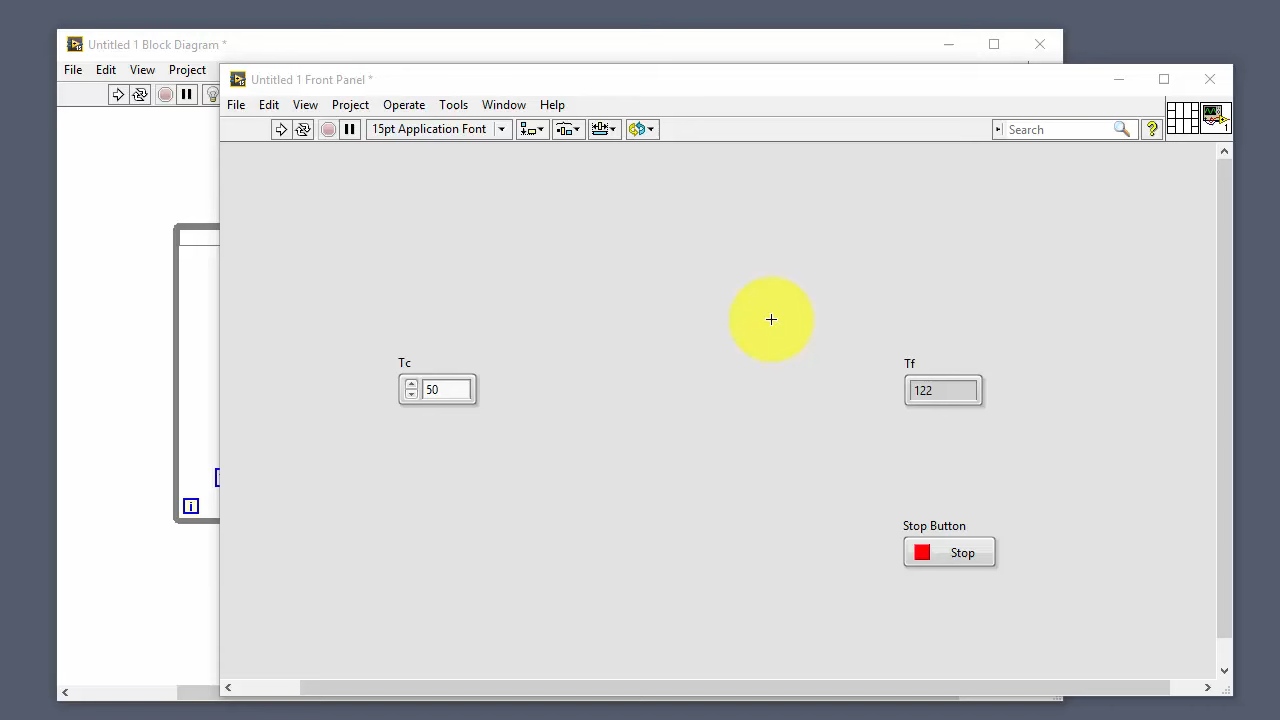 Untitled 1 Block Diagram *
File Edit View Project
Untitled 1 Front Panel *
File Edit View Project Operate Tools Window Help
15pt Application Font
Search
?
1
Tc
50
Tf
122
i
Stop Button
Stop